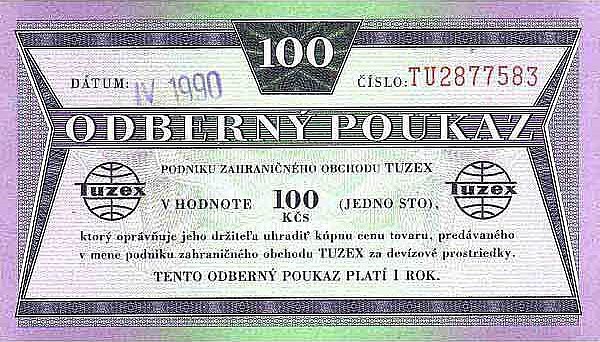 100
DÁTUM: IV 1990 ČÍSLO: TU2877583
ODBERNÝ POUKAZ
PODNIKU ZAHRANIČNÉHO OBCHODU TUZEX
Tuzex V HODNOTE 100 KČS (JEDNO STO), Tuzex
ktorý oprávňuje jeho držiteľa uhradiť kúpnu cenu tovaru, predávaného
v mene podniku zahraničného obchodu TUZEX za devízové prostriedky.
TENTO ODBERNÝ POUKAZ PLATÍ 1 ROK.